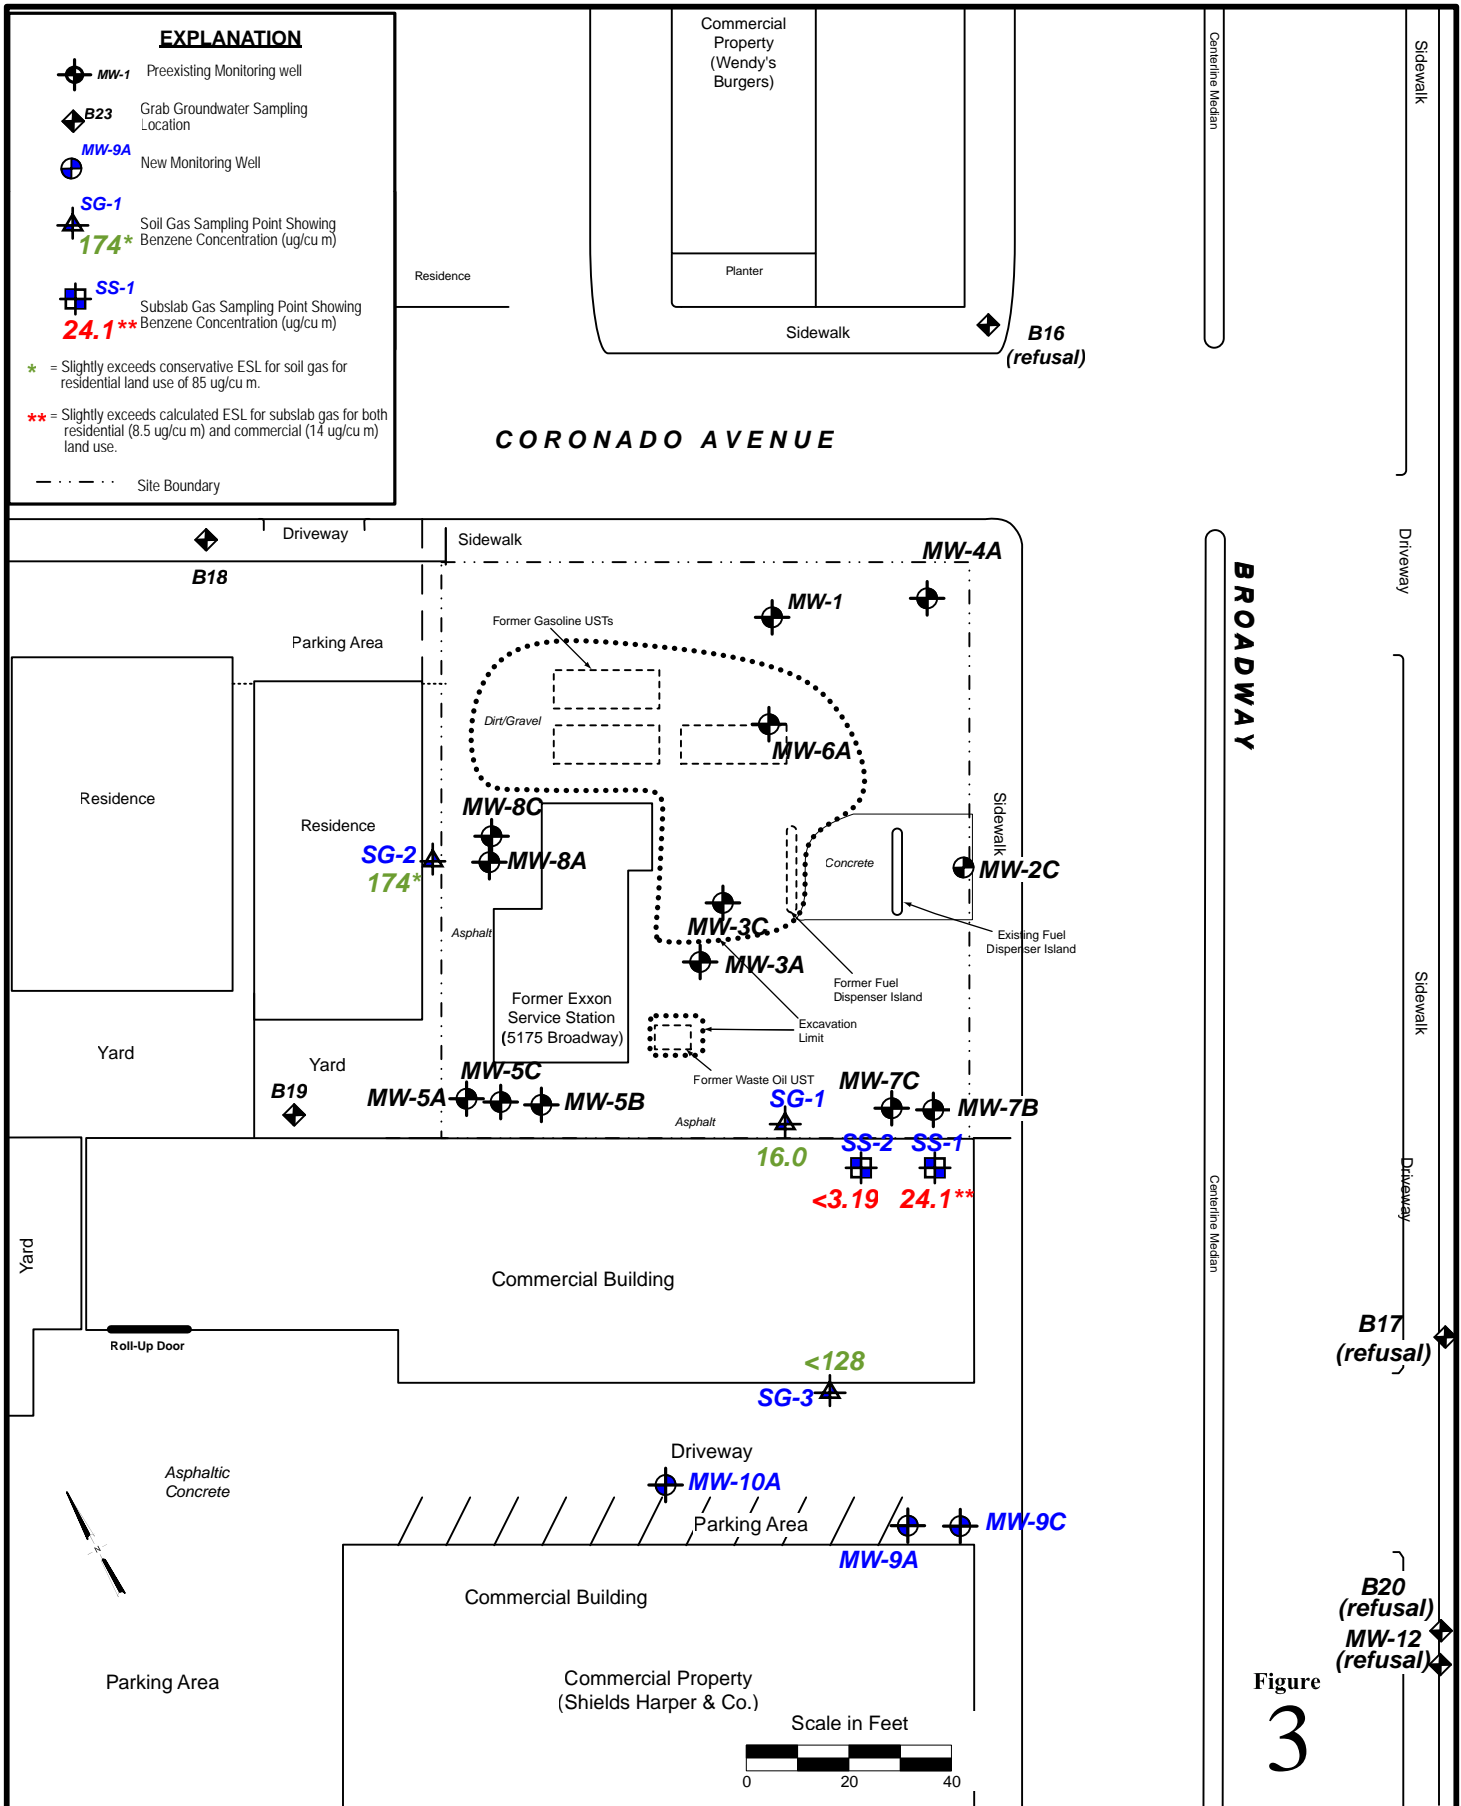 EXPLANATION
MW-1
Preexisting Monitoring well
B23
Grab Groundwater Sampling
Location
MW-9A
New Monitoring Well
SG-1
174*
Soil Gas Sampling Point Showing
Benzene Concentration (ug/cu m)
SS-1
24.1**
Subslab Gas Sampling Point Showing
Benzene Concentration (ug/cu m)
* = Slightly exceeds conservative ESL for soil gas for
residential land use of 85 ug/cu m.
** = Slightly exceeds calculated ESL for subslab gas for both
residential (8.5 ug/cu m) and commercial (14 ug/cu m)
land use.
Site Boundary
Commercial
Property
(Wendy's
Burgers)
Centerline Median
Sidewalk
Residence
Planter
Sidewalk
B16
(refusal)
CORONADO AVENUE
Driveway
Sidewalk
B18
MW-4A
Driveway
BROADWAY
MW-1
Former Gasoline USTs
Parking Area
Dirt/Gravel
MW-6A
Residence
Residence
MW-8C
Sidewalk
SG-2
174*
MW-8A
Concrete
MW-2C
Asphalt
MW-3C
Existing Fuel
Dispenser Island
MW-3A
Former Fuel
Dispenser Island
Sidewalk
Former Exxon
Service Station
(5175 Broadway)
Excavation
Limit
Yard
Yard
Former Waste Oil UST
B19
MW-5A
MW-5C
MW-5B
SG-1
MW-7C
MW-7B
Asphalt
16.0
SS-2
SS-1
<3.19
24.1**
Driveway
Centerline Median
Yard
Commercial Building
Roll-Up Door
B17
(refusal)
<128
SG-3
Driveway
Asphaltic
Concrete
MW-10A
Parking Area
MW-9C
MW-9A
N
Commercial Building
B20
(refusal)
MW-12
(refusal)
Parking Area
Commercial Property
(Shields Harper & Co.)
Scale in Feet
0 20 40
Figure
3